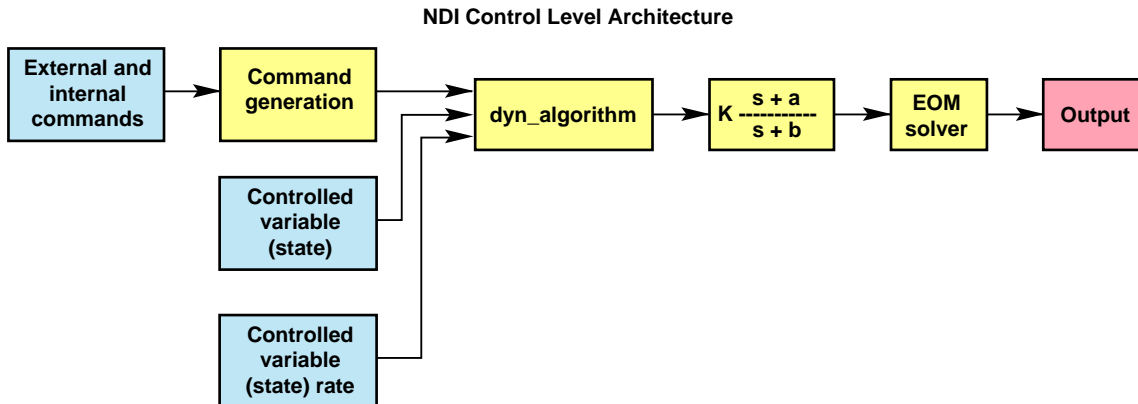 NDI Control Level Architecture
External and
internal
commands
Command
generation
dyn_algorithm
K
s + a
-----------
s + b
EOM
solver
Output
Controlled
variable
(state)
Controlled
variable
(state) rate